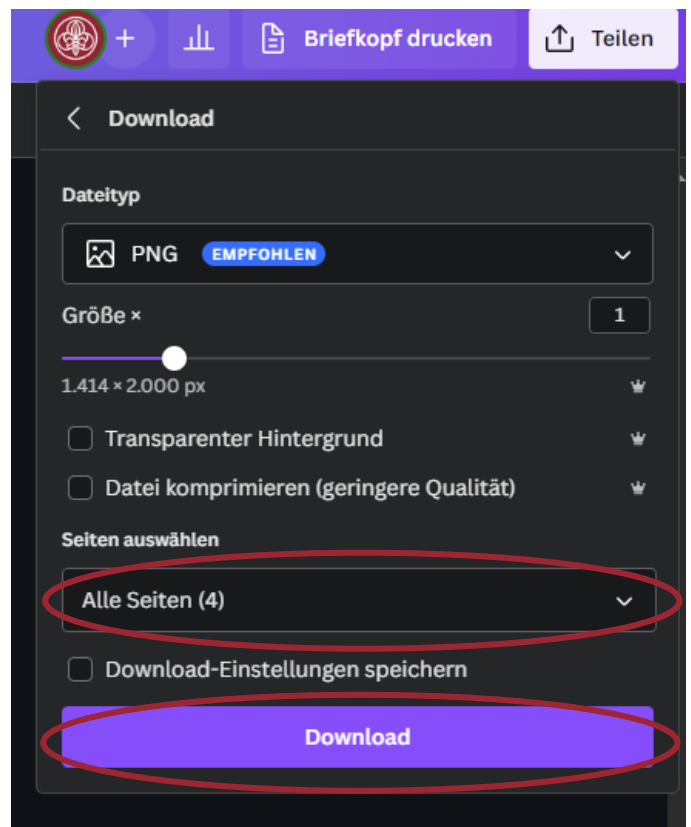 Briefkopf drucken
Teilen
Download
Dateityp
PNG EMPFOHLEN
Größe × 1
1.414 × 2.000 px
Transparenter Hintergrund
Datei komprimieren (geringere Qualität)
Seiten auswählen
Alle Seiten (4)
Download-Einstellungen speichern
Download